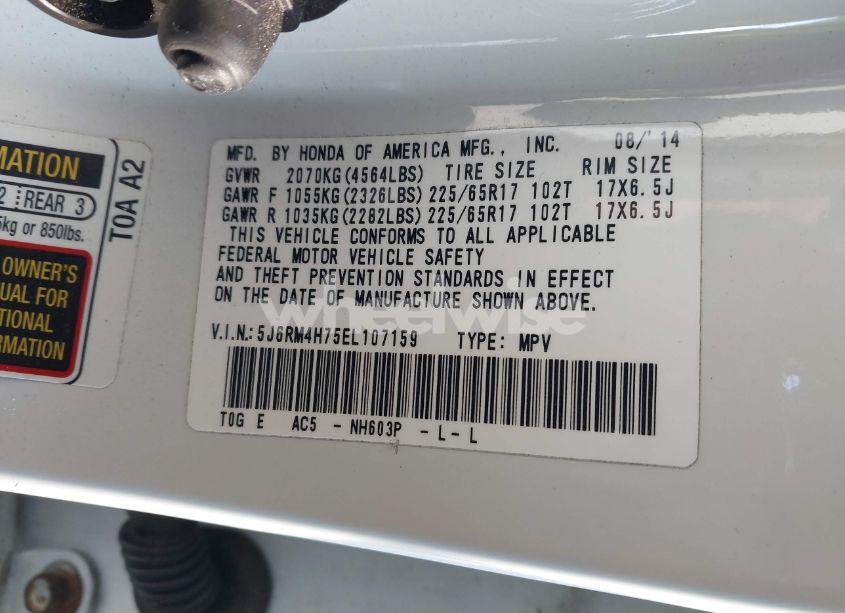 MATION
2 REAR 3
5kg or 850lbs.
OWNER'S
UAL FOR
TIONAL
RMATION
TOA A2
MFD. BY HONDA OF AMERICA MFG., INC. 08/'14
GVWR 2070KG(4564LBS) TIRE SIZE RIM SIZE
GAWR F 1055KG(2326LBS) 225/65R17 102T 17X6.5J
GAWR R 1035KG(2282LBS) 225/65R17 102T 17X6.5J
THIS VEHICLE CONFORMS TO ALL APPLICABLE
FEDERAL MOTOR VEHICLE SAFETY
AND THEFT PREVENTION STANDARDS IN EFFECT
ON THE DATE OF MANUFACTURE SHOWN ABOVE.
wheelwise
V.I.N.: 5J6RM4H75EL107159 TYPE: MPV
TOG E AC5 - NH603P - L - L